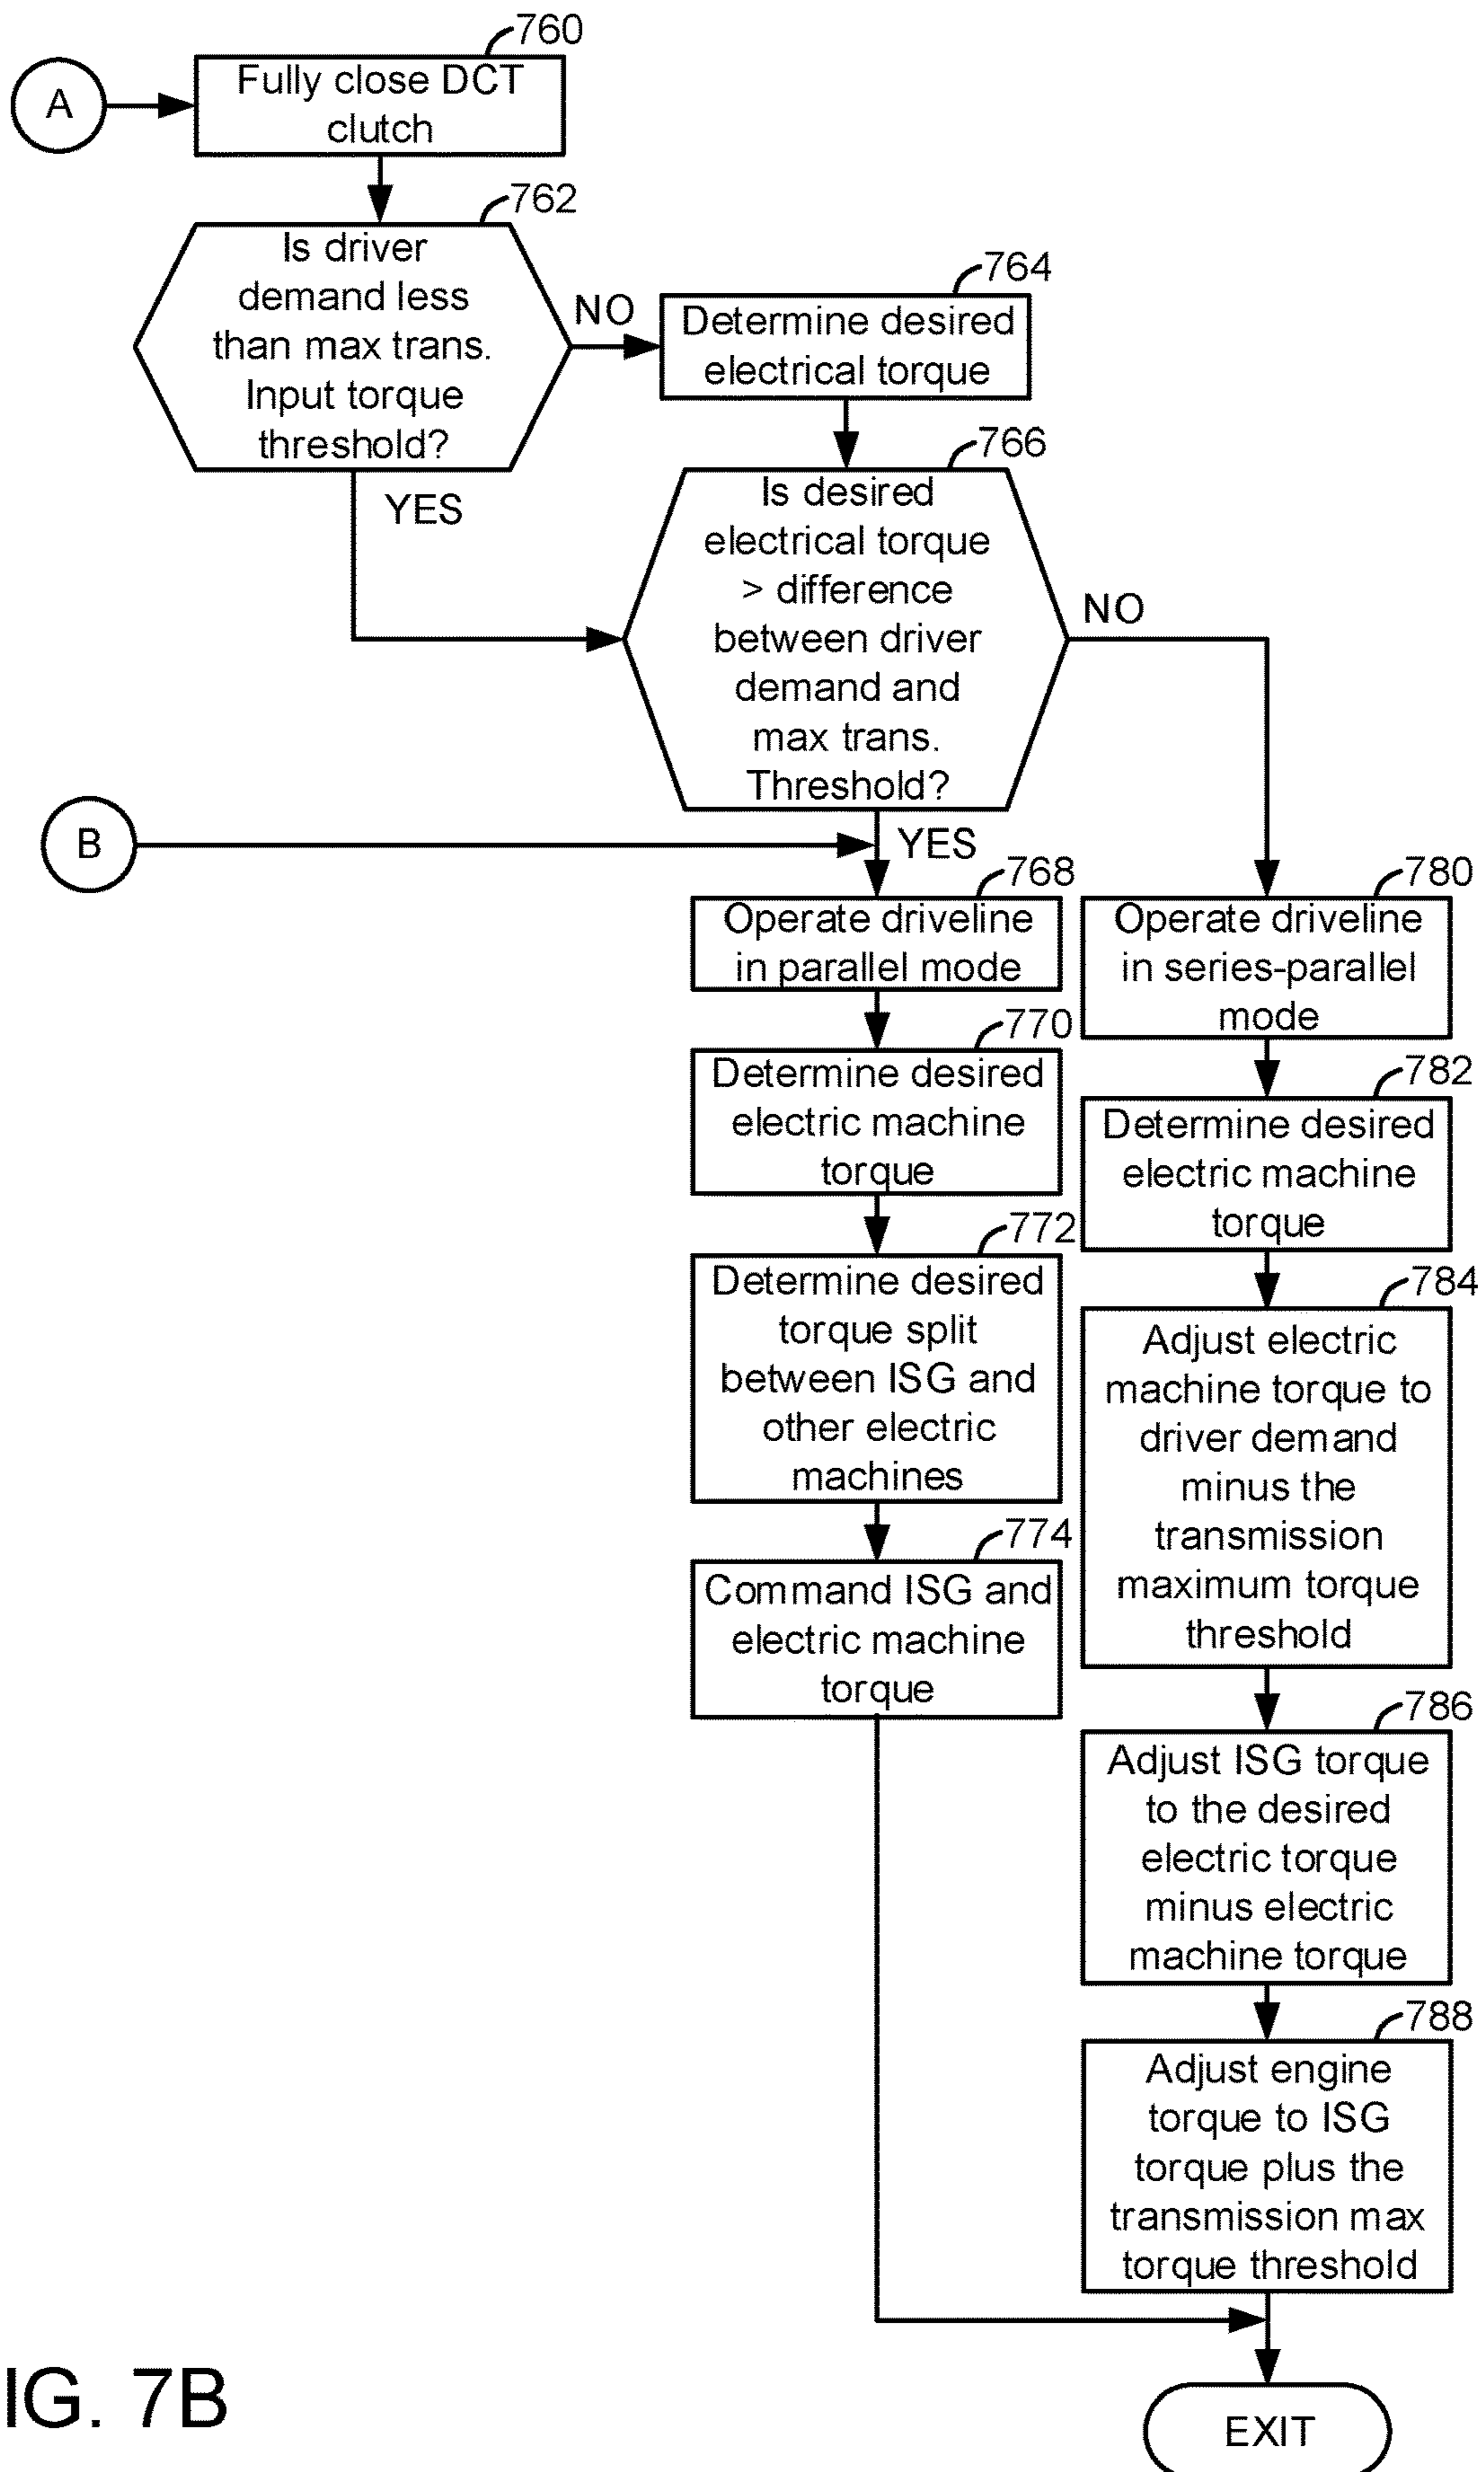 760
Fully close DCT
clutch
A
762
Is driver
demand less
than max trans.
Input torque
threshold?
NO
YES
764
Determine desired
electrical torque
766
Is desired
electrical torque
> difference
between driver
demand and
max trans.
Threshold?
NO
YES
B
768
Operate driveline
in parallel mode
770
Determine desired
electric machine
torque
772
Determine desired
torque split
between ISG and
other electric
machines
774
Command ISG and
electric machine
torque
780
Operate driveline
in series-parallel
mode
782
Determine desired
electric machine
torque
784
Adjust electric
machine torque to
driver demand
minus the
transmission
maximum torque
threshold
786
Adjust ISG torque
to the desired
electric torque
minus electric
machine torque
788
Adjust engine
torque to ISG
torque plus the
transmission max
torque threshold
EXIT
IG. 7B